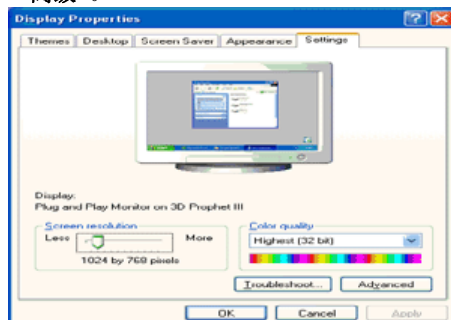 Display Properties
Themes Desktop Screen Saver Appearance Settings
Display:
Plug and Play Monitor on 3D Prophet III
Screen resolution
Less More
1024 by 768 pixels
Color quality
Highest (32 bit)
Troubleshoot... Advanced
OK Cancel Apply